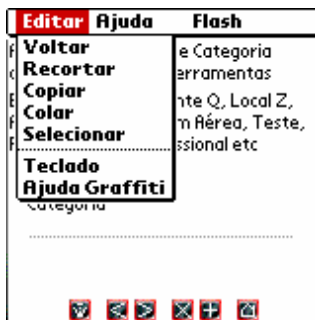 Editar Ajuda Flash
Voltar
e Categoria
Recortar
erramentas
Copiar
nte Q, Local Z,
Colar
m Aérea, Teste,
Selecionar
ssional etc
Teclado
Ajuda Graffiti
Categoria